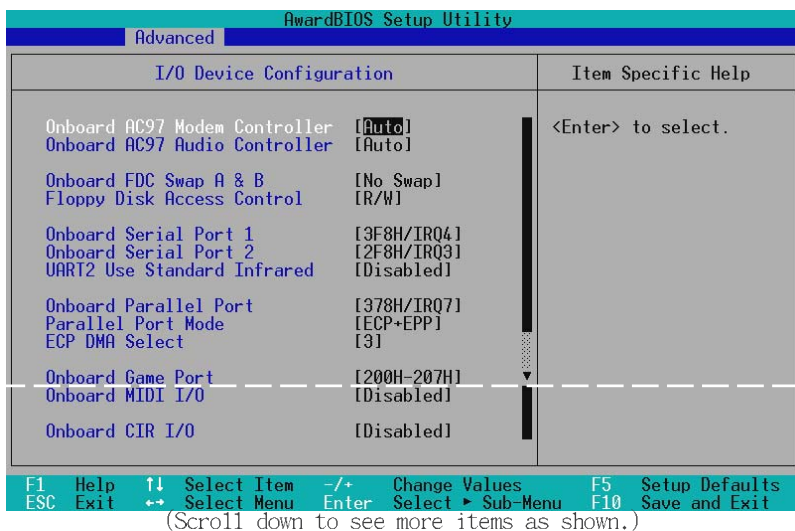 AwardBIOS Setup Utility
Advanced
I/O Device Configuration
Item Specific Help
Onboard AC97 Modem Controller [Auto]
Onboard AC97 Audio Controller [Auto]
<Enter> to select.
Onboard FDC Swap A & B [No Swap]
Floppy Disk Access Control [R/W]
Onboard Serial Port 1 [3F8H/IRQ4]
Onboard Serial Port 2 [2F8H/IRQ3]
UART2 Use Standard Infrared [Disabled]
Onboard Parallel Port [378H/IRQ7]
Parallel Port Mode [ECP+EPP]
ECP DMA Select [3]
Onboard Game Port [200H-207H]
Onboard MIDI I/O [Disabled]
Onboard CIR I/O [Disabled]
F1 Help ↑↓ Select Item -/+ Change Values F5 Setup Defaults
ESC Exit ←→ Select Menu Enter Select ► Sub-Menu F10 Save and Exit
(Scroll down to see more items as shown.)